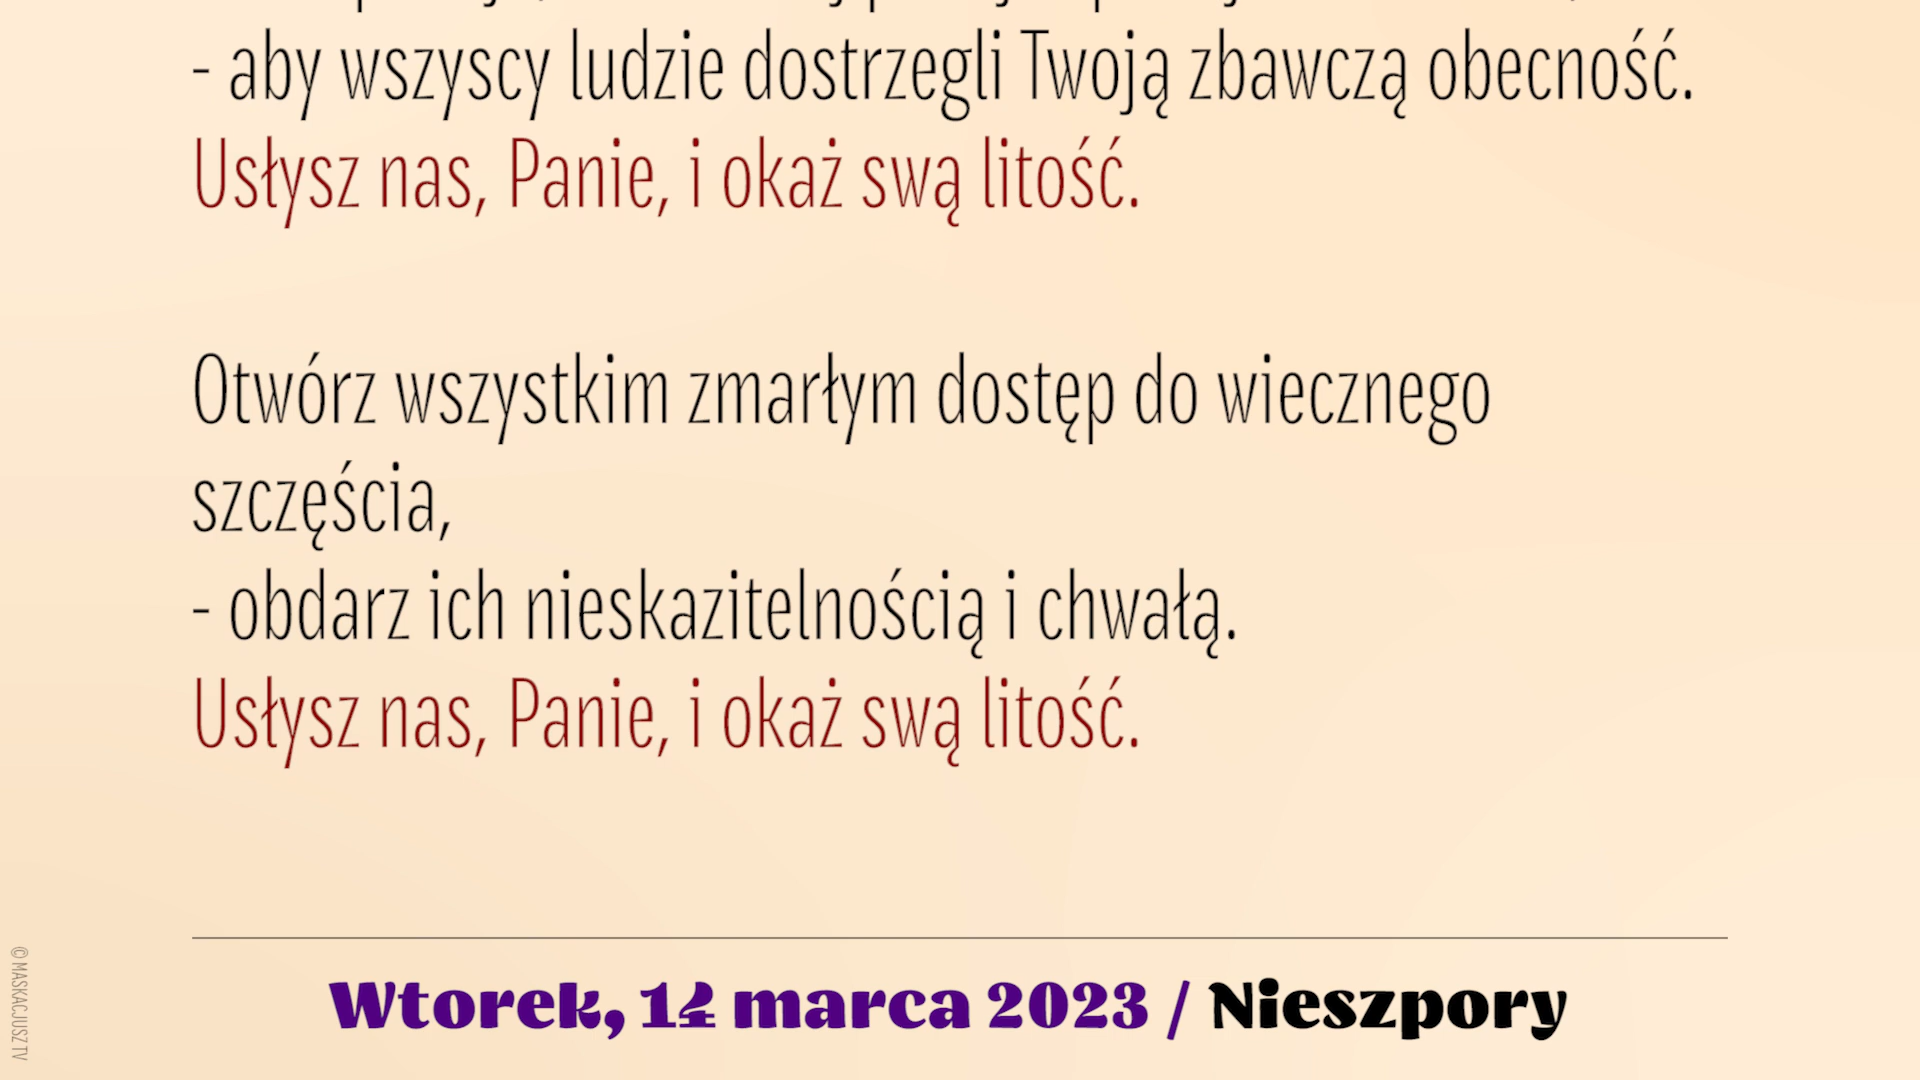 - aby wszyscy ludzie dostrzegli Twoją zbawczą obecność.
Usłysz nas, Panie, i okaż swą litość.
Otwórz wszystkim zmarłym dostęp do wiecznego
szczęścia,
- obdarz ich nieskazitelnością i chwałą.
Usłysz nas, Panie, i okaż swą litość.
Wtorek, 14 marca 2023 / Nieszpory
© MASKACJUSZ TV